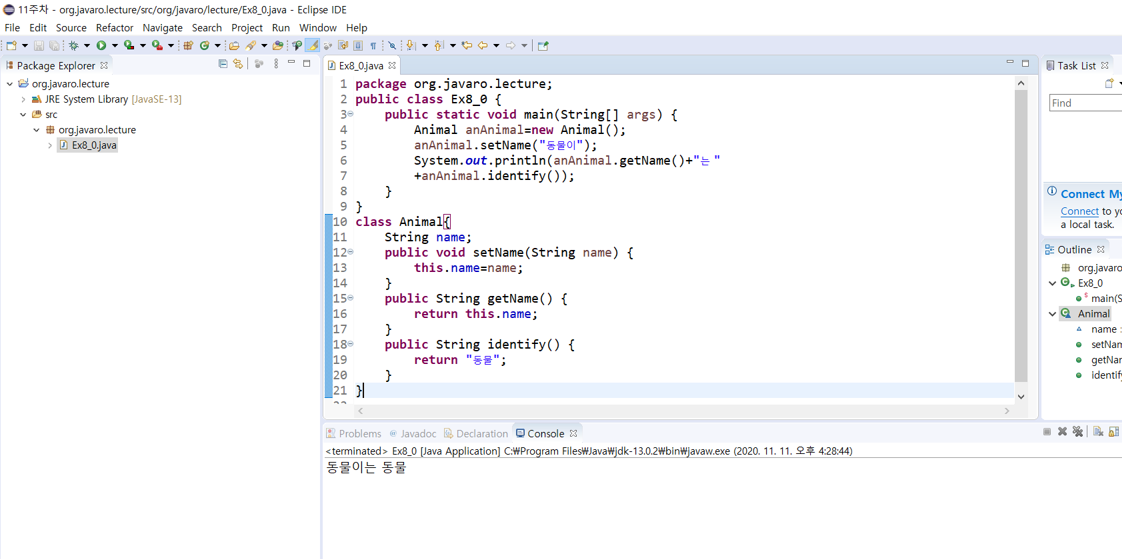 11주차 - org.javaro.lecture/src/org/javaro/lecture/Ex8_0.java - Eclipse IDE
File Edit Source Refactor Navigate Search Project Run Window Help
Package Explorer
org.javaro.lecture
JRE System Library [JavaSE-13]
src
org.javaro.lecture
Ex8_0.java
Ex8_0.java
1 package org.javaro.lecture;
2 public class Ex8_0 {
3 public static void main(String[] args) {
4 Animal anAnimal=new Animal();
5 anAnimal.setName("동물이");
6 System.out.println(anAnimal.getName()+"는 "
7 +anAnimal.identify());
8 }
9 }
10 class Animal{
11 String name;
12 public void setName(String name) {
13 this.name=name;
14 }
15 public String getName() {
16 return this.name;
17 }
18 public String identify() {
19 return "동물";
20 }
21 }
Task List
Find
Connect My
Connect to yo
a local task.
Outline
org.javaro
Ex8_0
main(S
Animal
name :
setNam
getNar
identify
Problems Javadoc Declaration Console
<terminated> Ex8_0 [Java Application] C:₩Program Files₩Java₩jdk-13.0.2₩bin₩javaw.exe (2020. 11. 11. 오후 4:28:44)
동물이는 동물